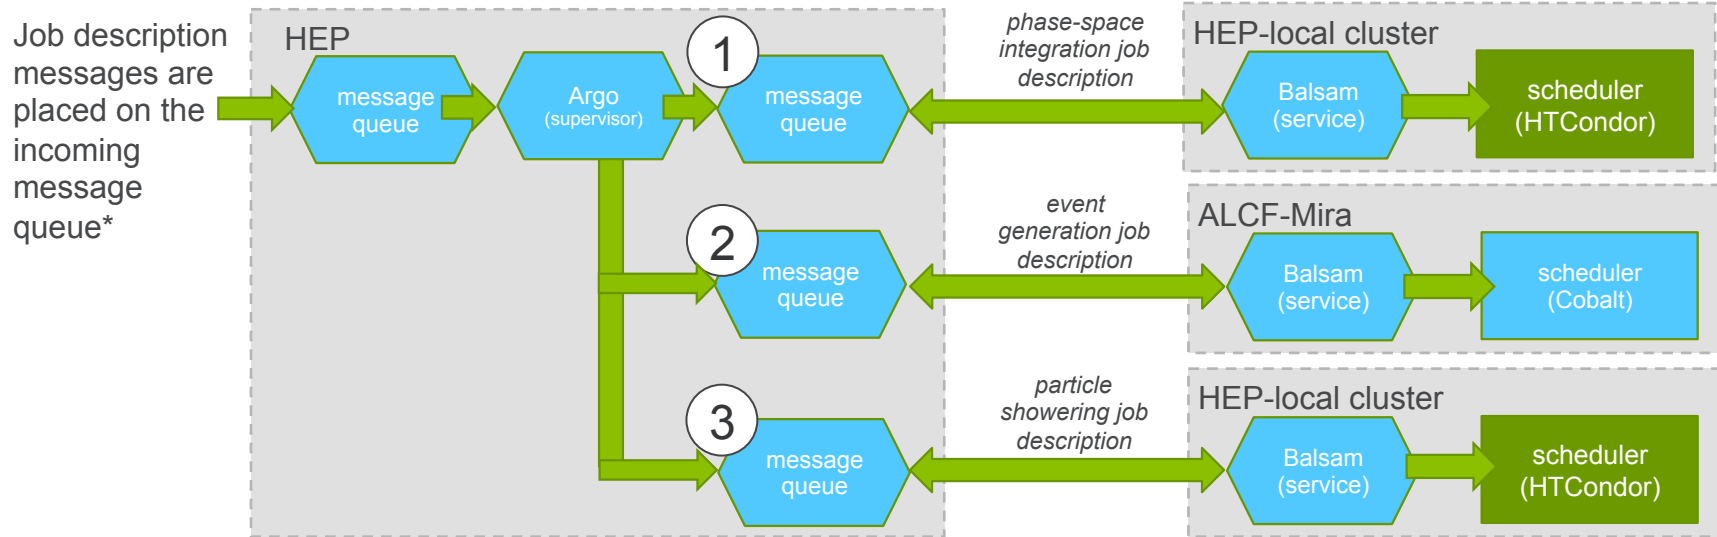 Job description
messages are
placed on the
incoming
message
queue*
HEP
message
queue
Argo
(supervisor)
1
message
queue
phase-space
integration job
description
HEP-local cluster
Balsam
(service)
scheduler
(HTCondor)
2
message
queue
event
generation job
description
ALCF-Mira
Balsam
(service)
scheduler
(Cobalt)
3
message
queue
particle
showering job
description
HEP-local cluster
Balsam
(service)
scheduler
(HTCondor)